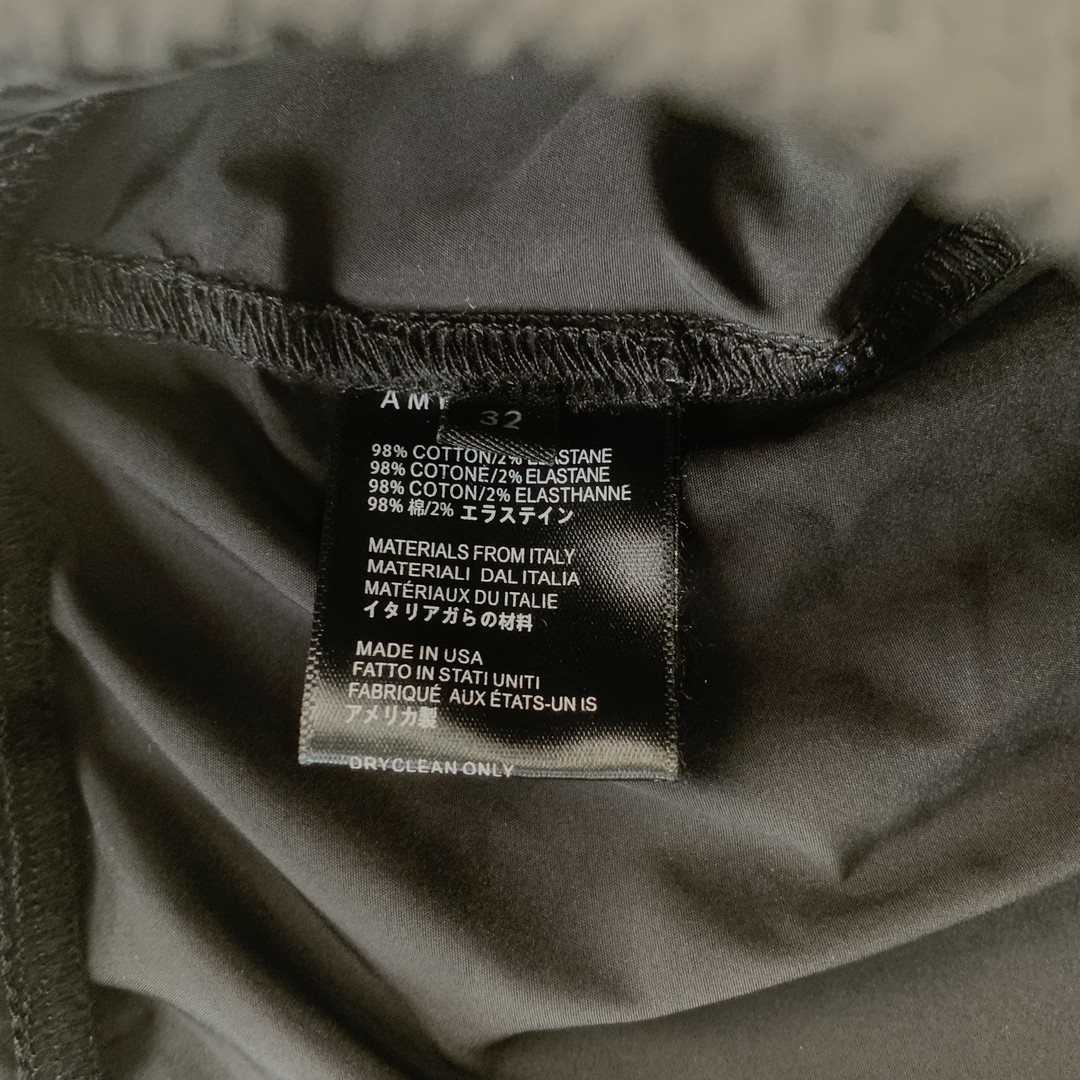 AMI
32
98% COTTON/2% ELASTANE
98% COTONE/2% ELASTANE
98% COTON/2% ELASTHANNE
98% 棉/2% エラステイン
MATERIALS FROM ITALY
MATERIALI DAL ITALIA
MATÉRIAUX DU ITALIE
イタリアガらの材料
MADE IN USA
FATTO IN STATI UNITI
FABRIQUÉ AUX ÉTATS-UN IS
アメリカ製
DRYCLEAN ONLY